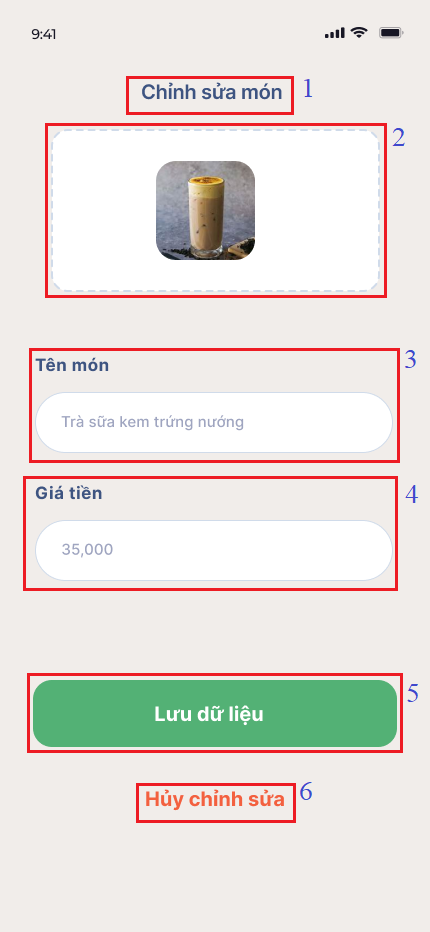 9:41
Chỉnh sửa món 1
2
3
Tên món
Trà sữa kem trứng nướng
4
Giá tiền
35,000
5
Lưu dữ liệu
Hủy chỉnh sửa 6